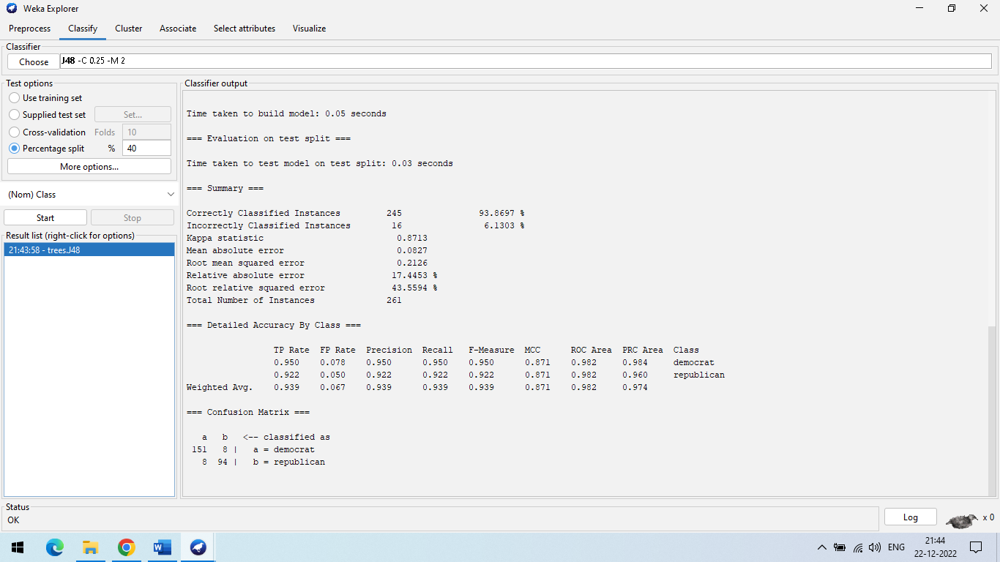 Weka Explorer
Preprocess Classify Cluster Associate Select attributes Visualize
Classifier
Choose J48 -C 0.25 -M 2
Test options
Use training set
Supplied test set Set...
Cross-validation Folds 10
Percentage split % 40
More options...
(Nom) Class
Start Stop
Result list (right-click for options)
21:43:58 - trees.J48
Classifier output
Time taken to build model: 0.05 seconds
=== Evaluation on test split ===
Time taken to test model on test split: 0.03 seconds
=== Summary ===
Correctly Classified Instances 245 93.8697 %
Incorrectly Classified Instances 16 6.1303 %
Kappa statistic 0.8713
Mean absolute error 0.0827
Root mean squared error 0.2126
Relative absolute error 17.4453 %
Root relative squared error 43.5594 %
Total Number of Instances 261
=== Detailed Accuracy By Class ===
TP Rate FP Rate Precision Recall F-Measure MCC ROC Area PRC Area Class
0.950 0.078 0.950 0.950 0.950 0.871 0.982 0.984 democrat
0.922 0.050 0.922 0.922 0.922 0.871 0.982 0.960 republican
Weighted Avg. 0.939 0.067 0.939 0.939 0.939 0.871 0.982 0.974
=== Confusion Matrix ===
a b <-- classified as
151 8 | a = democrat
8 94 | b = republican
Status
OK
Log x 0
ENG
21:44
22-12-2022